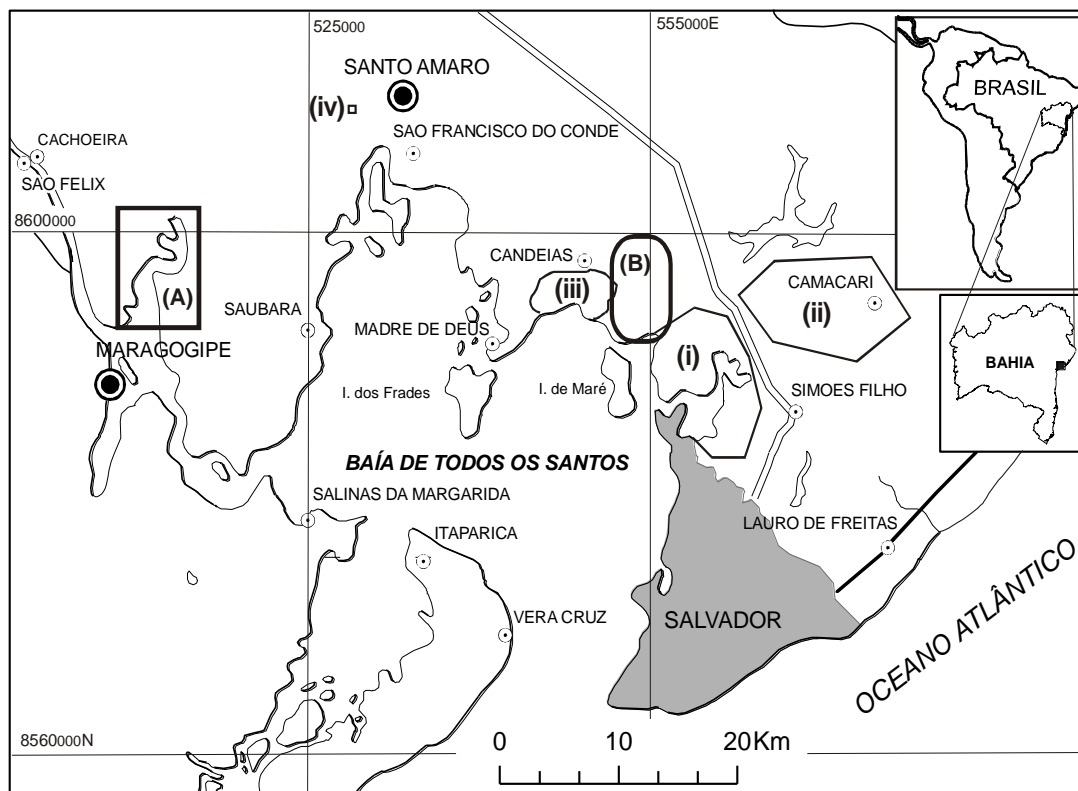 525000
555000E
SANTO AMARO
BRASIL
(iv)
SAO FRANCISCO DO CONDE
CACHOEIRA
SAO FELIX
8600000
CANDEIAS
(B)
(A)
(iii)
CAMACARI
(ii)
SAUBARA
MADRE DE DEUS
MARAGOGIPE
(i)
BAHIA
I. dos Frades
I. de Maré
SIMOES FILHO
BAÍA DE TODOS OS SANTOS
SALINAS DA MARGARIDA
LAURO DE FREITAS
ITAPARICA
VERA CRUZ
SALVADOR
OCEANO ATLÂNTICO
8560000N
0 10 20Km